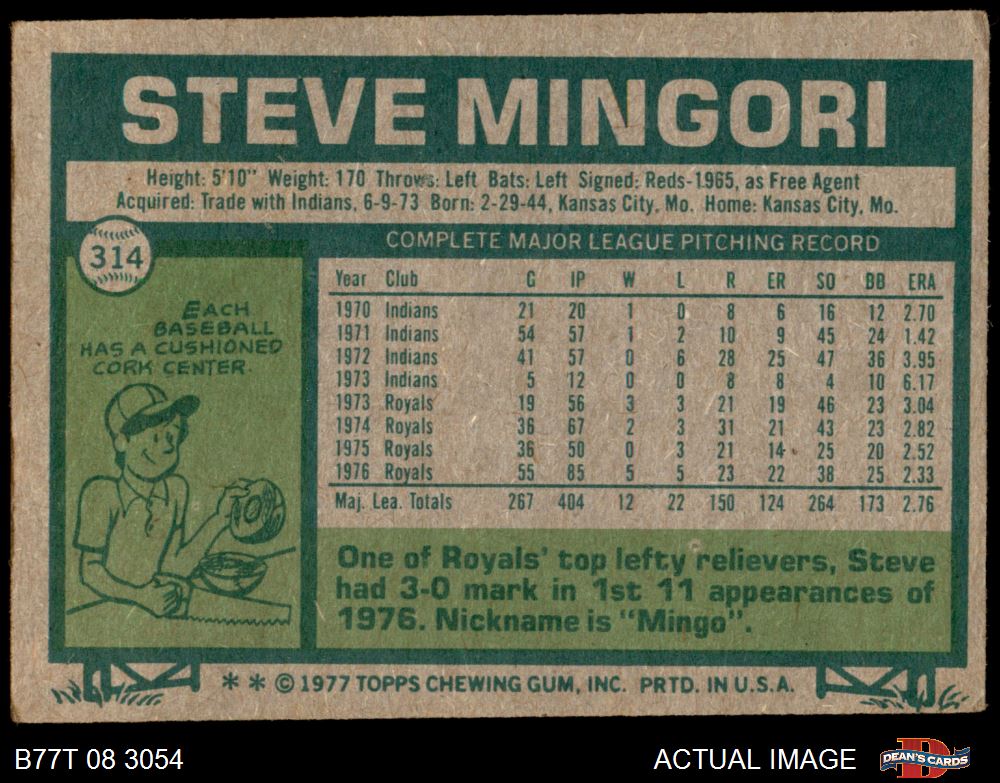 STEVE MINGORI
Height: 5'10" Weight: 170 Throws: Left Bats: Left Signed: Reds-1965, as Free Agent
Acquired: Trade with Indians, 6-9-73 Born: 2-29-44, Kansas City, Mo. Home: Kansas City, Mo.
314
EACH
BASEBALL
HAS A CUSHIONED
CORK CENTER.
COMPLETE MAJOR LEAGUE PITCHING RECORD
Year Club G IP W L R ER SO BB ERA
1970 Indians 21 20 1 0 8 6 16 12 2.70
1971 Indians 54 57 1 2 10 9 45 24 1.42
1972 Indians 41 57 0 6 28 25 47 36 3.95
1973 Indians 5 12 0 0 8 8 4 10 6.17
1973 Royals 19 56 3 3 21 19 46 23 3.04
1974 Royals 36 67 2 3 31 21 43 23 2.82
1975 Royals 36 50 0 3 21 14 25 20 2.52
1976 Royals 55 85 5 5 23 22 38 25 2.33
Maj. Lea. Totals 267 404 12 22 150 124 264 173 2.76
One of Royals' top lefty relievers, Steve
had 3-0 mark in 1st 11 appearances of
1976. Nickname is "Mingo".
* * © 1977 TOPPS CHEWING GUM, INC. PRTD. IN U.S.A.
B77T 08 3054
ACTUAL IMAGE
D
DEAN'S CARDS